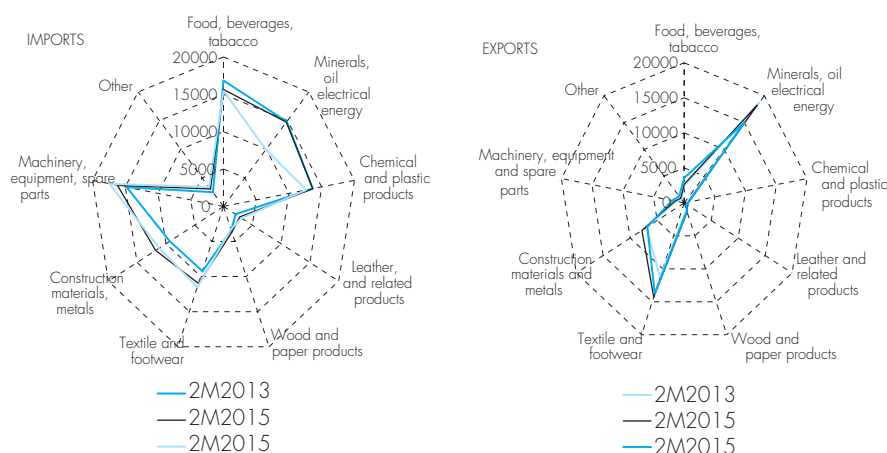 IMPORTS
Food, beverages,
tobacco
20000
15000
10000
5000
0
Minerals,
oil
electrical
energy
Chemical
and plastic
products
Leather,
and related
products
Wood and
paper products
Textile and
footwear
Construction
materials,
metals
Machinery,
equipment, spare
parts
Other
2M2013
2M2015
2M2015
EXPORTS
Food, beverages,
tobacco
20000
15000
10000
5000
0
Minerals, oil
electrical
energy
Chemical
and plastic
products
Leather and
related
products
Wood and
paper products
Textile and
footwear
Construction
materials and
metals
Machinery, equipment
and spare
parts
Other
2M2013
2M2015
2M2015